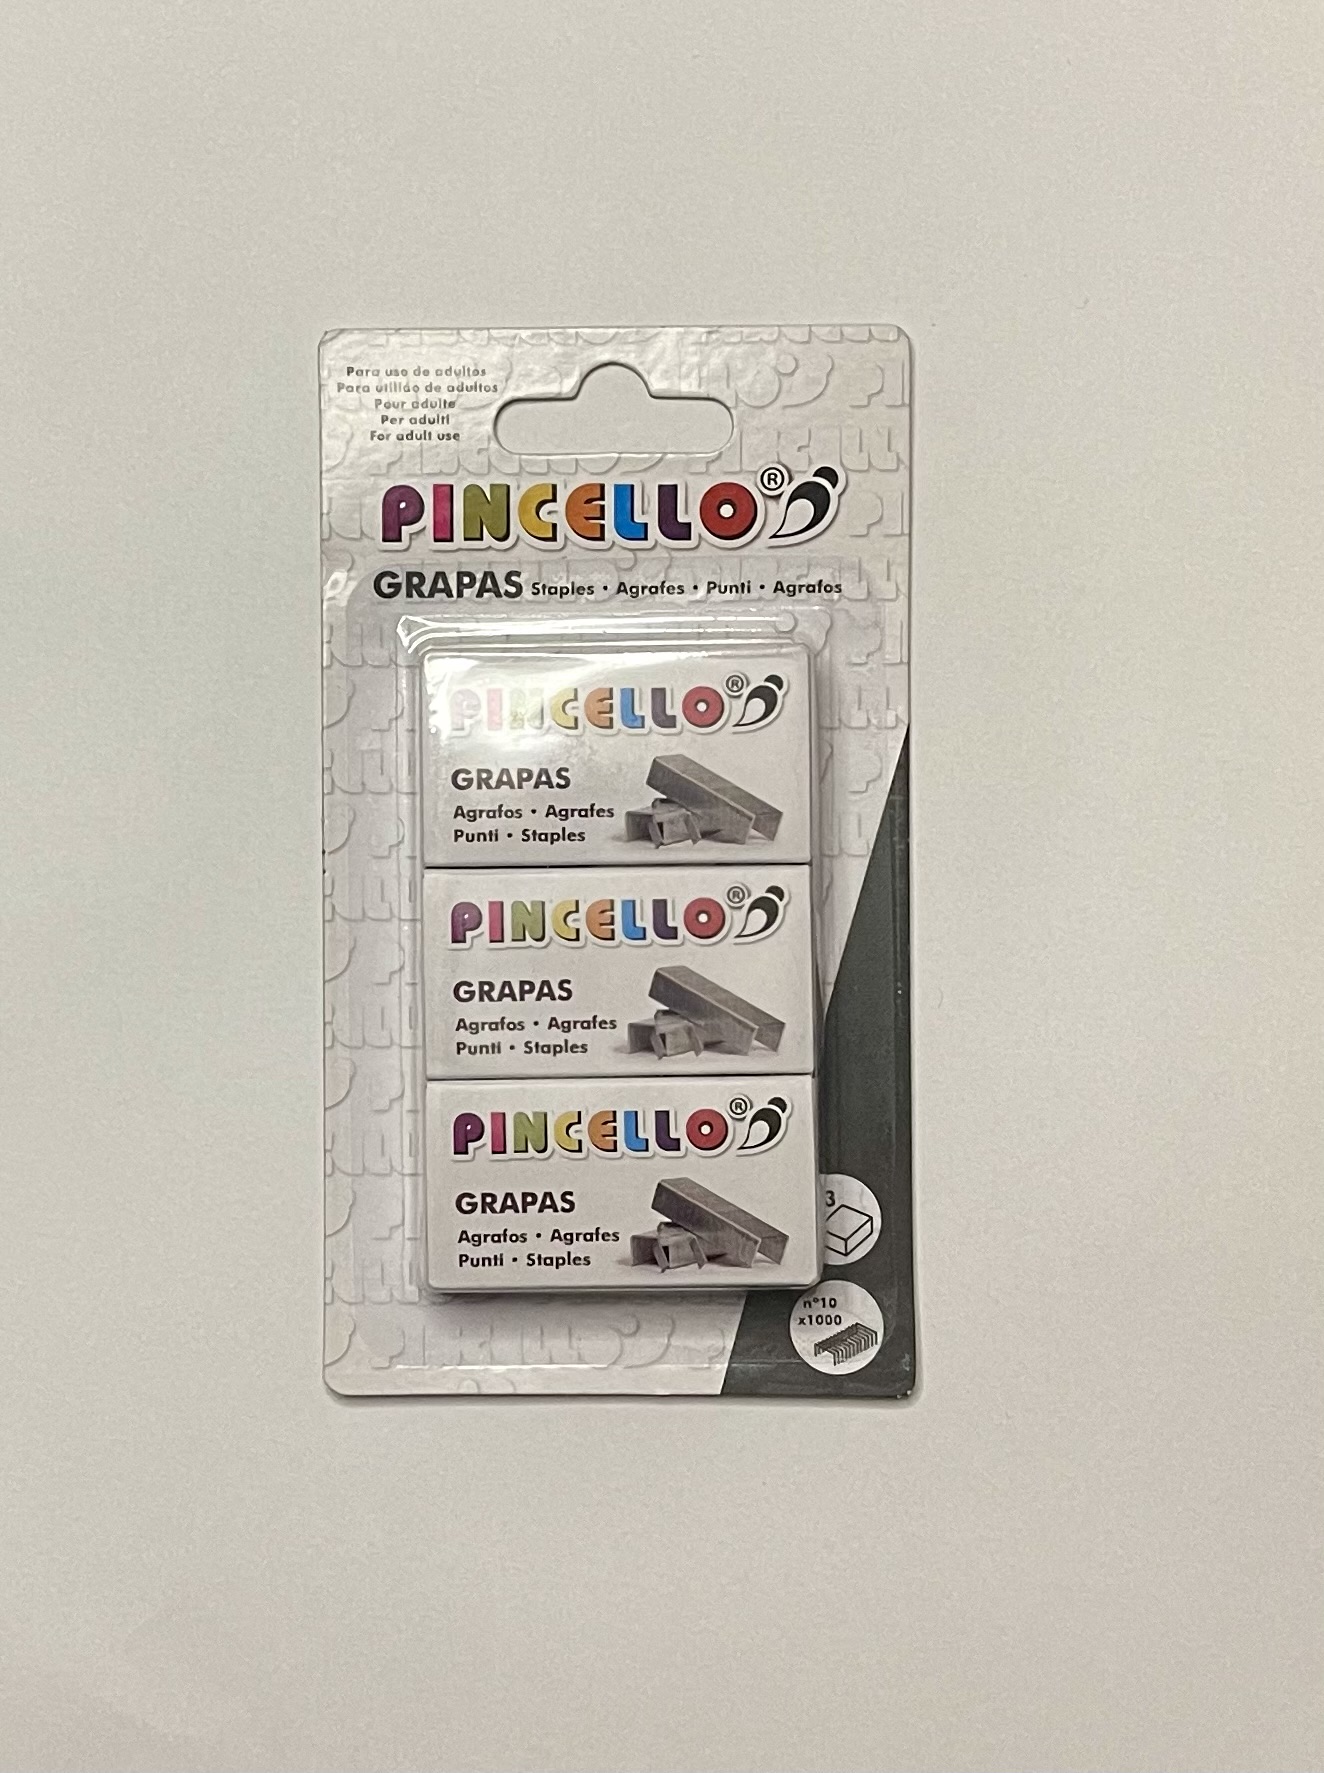 Para uso de adultos
Para utilião de adultos
Pour adulte
Per adulti
For adult use
PINCELLO®
GRAPAS Staples • Agrafes • Punti • Agrafos
PINCELLO®
GRAPAS
Agrafos • Agrafes
Punti • Staples
PINCELLO®
GRAPAS
Agrafos • Agrafes
Punti • Staples
PINCELLO®
GRAPAS
Agrafos • Agrafes
Punti • Staples
3
nº10
x1000